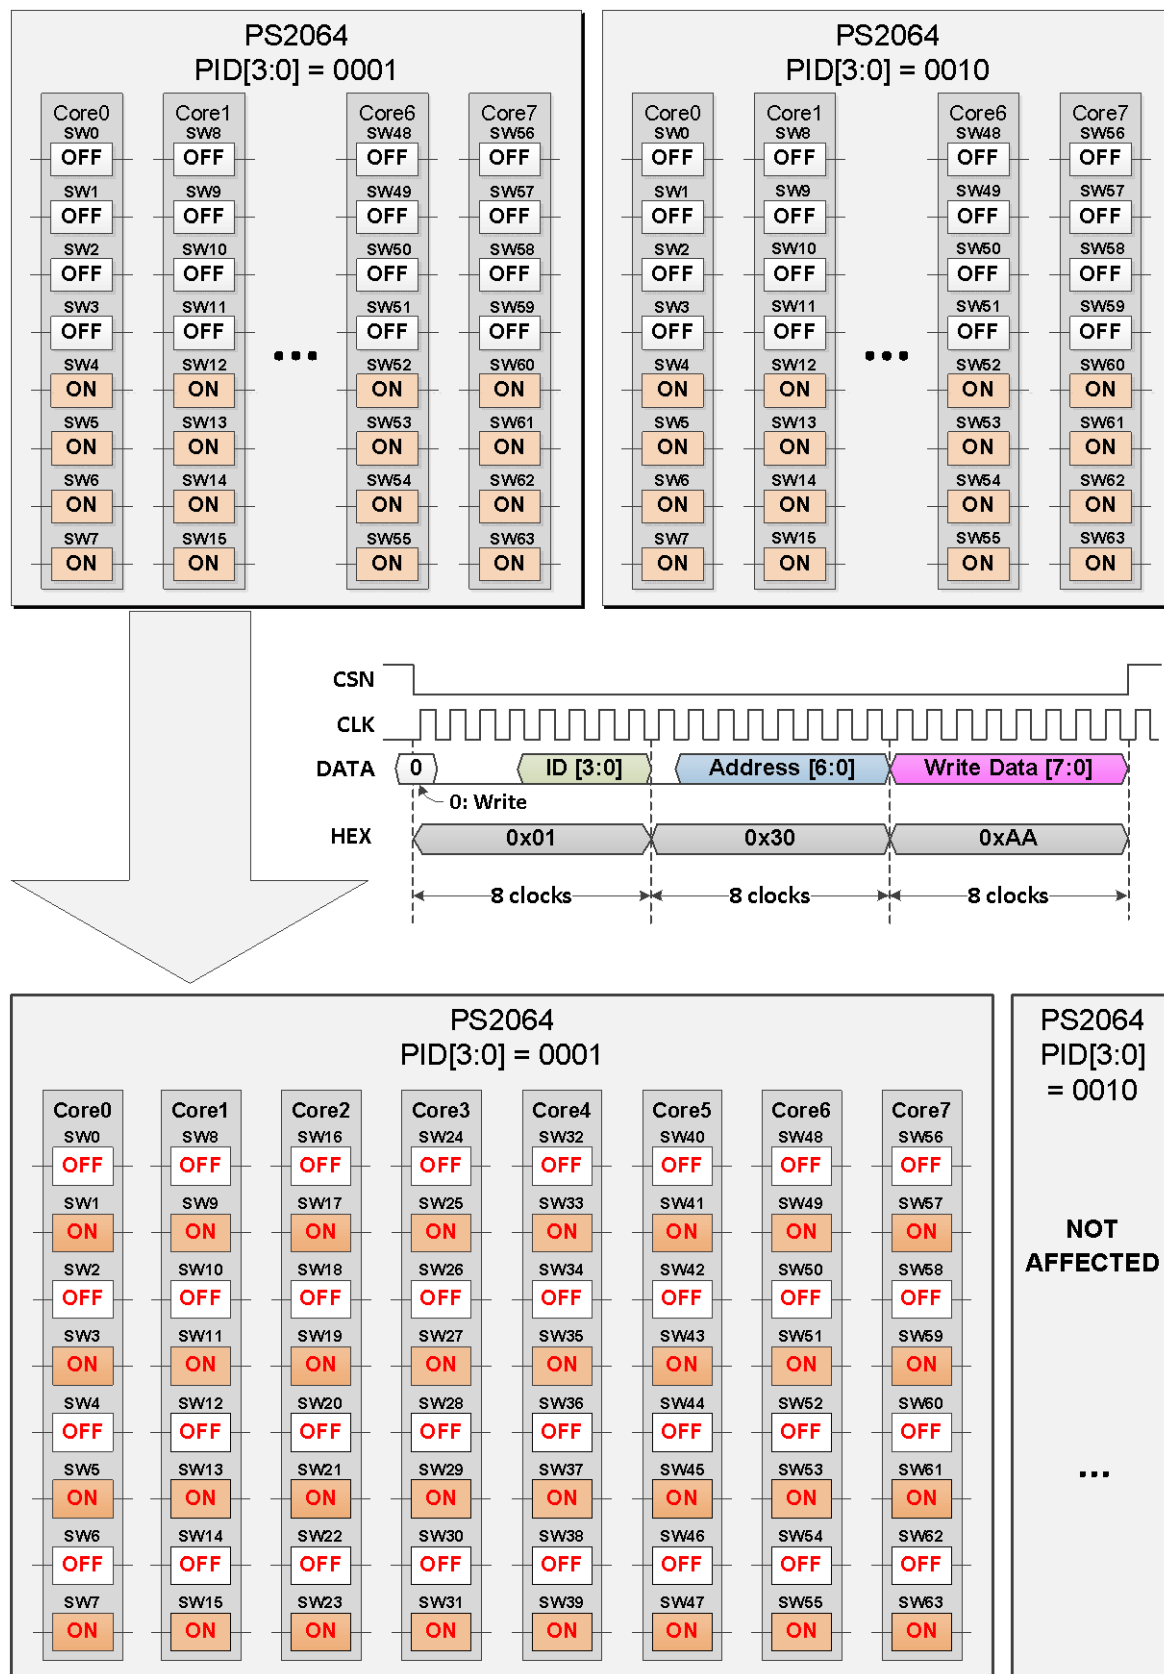 PS2064 PS2064
PID[3:0] = 0001 PID[3:0] = 0010
Core0 Core1 Core6 Core7 Core0 Core1 Core6 Core7
SW0 SW8 SW48 SW56 SW0 SW8 SW48 SW56
OFF OFF OFF OFF OFF OFF OFF OFF
SW1 SW9 SW49 SW57 SW1 SW9 SW49 SW57
OFF OFF OFF OFF OFF OFF OFF OFF
SW2 SW10 SW50 SW58 SW2 SW10 SW50 SW58
OFF OFF OFF OFF OFF OFF OFF OFF
SW3 SW11 SW51 SW59 SW3 SW11 SW51 SW59
OFF OFF OFF OFF OFF OFF OFF OFF
... ...
SW4 SW12 SW52 SW60 SW4 SW12 SW52 SW60
ON ON ON ON ON ON ON ON
SW5 SW13 SW53 SW61 SW5 SW13 SW53 SW61
ON ON ON ON ON ON ON ON
SW6 SW14 SW54 SW62 SW6 SW14 SW54 SW62
ON ON ON ON ON ON ON ON
SW7 SW15 SW55 SW63 SW7 SW15 SW55 SW63
ON ON ON ON ON ON ON ON
CSN
CLK
DATA 0 ID [3:0] Address [6:0] Write Data [7:0]
0: Write
HEX 0x01 0x30 0xAA
8 clocks 8 clocks 8 clocks
PS2064
PID[3:0] = 0001
Core0 Core1 Core2 Core3 Core4 Core5 Core6 Core7
SW0 SW8 SW16 SW24 SW32 SW40 SW48 SW56
OFF OFF OFF OFF OFF OFF OFF OFF
SW1 SW9 SW17 SW25 SW33 SW41 SW49 SW57
ON ON ON ON ON ON ON ON
SW2 SW10 SW18 SW26 SW34 SW42 SW50 SW58
OFF OFF OFF OFF OFF OFF OFF OFF
SW3 SW11 SW19 SW27 SW35 SW43 SW51 SW59
ON ON ON ON ON ON ON ON
SW4 SW12 SW20 SW28 SW36 SW44 SW52 SW60
OFF OFF OFF OFF OFF OFF OFF OFF
SW5 SW13 SW21 SW29 SW37 SW45 SW53 SW61
ON ON ON ON ON ON ON ON
SW6 SW14 SW22 SW30 SW38 SW46 SW54 SW62
OFF OFF OFF OFF OFF OFF OFF OFF
SW7 SW15 SW23 SW31 SW39 SW47 SW55 SW63
ON ON ON ON ON ON ON ON
PS2064
PID[3:0]
= 0010
NOT
AFFECTED
...